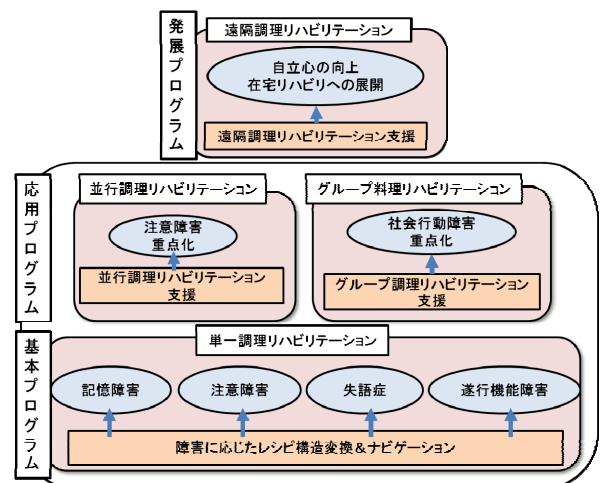 発展プログラム
遠隔調理リハビリテーション
自立心の向上
在宅リハビリへの展開
遠隔調理リハビリテーション支援
応用プログラム
並行調理リハビリテーション
注意障害
重点化
並行調理リハビリテーション
支援
グループ料理リハビリテーション
社会行動障害
重点化
グループ調理リハビリテーション
支援
基本プログラム
単一調理リハビリテーション
記憶障害
注意障害
失語症
遂行機能障害
障害に応じたレシピ構造変換&ナビゲーション